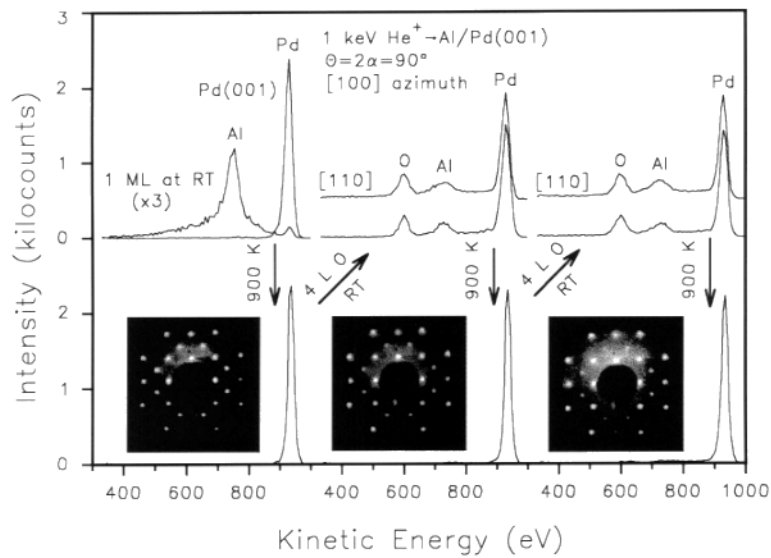 3
2
1
0
2
1
0
Intensity (kilocounts)
Pd
1 keV He⁺→Al/Pd(001)
Θ=2α=90°
[100] azimuth
Pd(001)
Al
1 ML at RT
(x3)
Pd
O
Al
[110]
Pd
O
Al
[110]
900 K
4 L O
RT
900 K
4 L O
RT
900 K
400 600 800 400 600 800 400 600 800 1000
Kinetic Energy (eV)